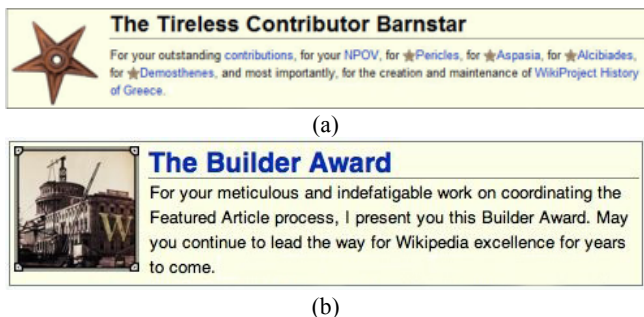 The Tireless Contributor Barnstar
For your outstanding contributions, for your NPOV, for ★Pericles, for ★Aspasia, for ★Alcibiades,
for ★Demosthenes, and most importantly, for the creation and maintenance of WikiProject History
of Greece.
(a)
The Builder Award
For your meticulous and indefatigable work on coordinating the
Featured Article process, I present you this Builder Award. May
you continue to lead the way for Wikipedia excellence for years
to come.
W
(b)